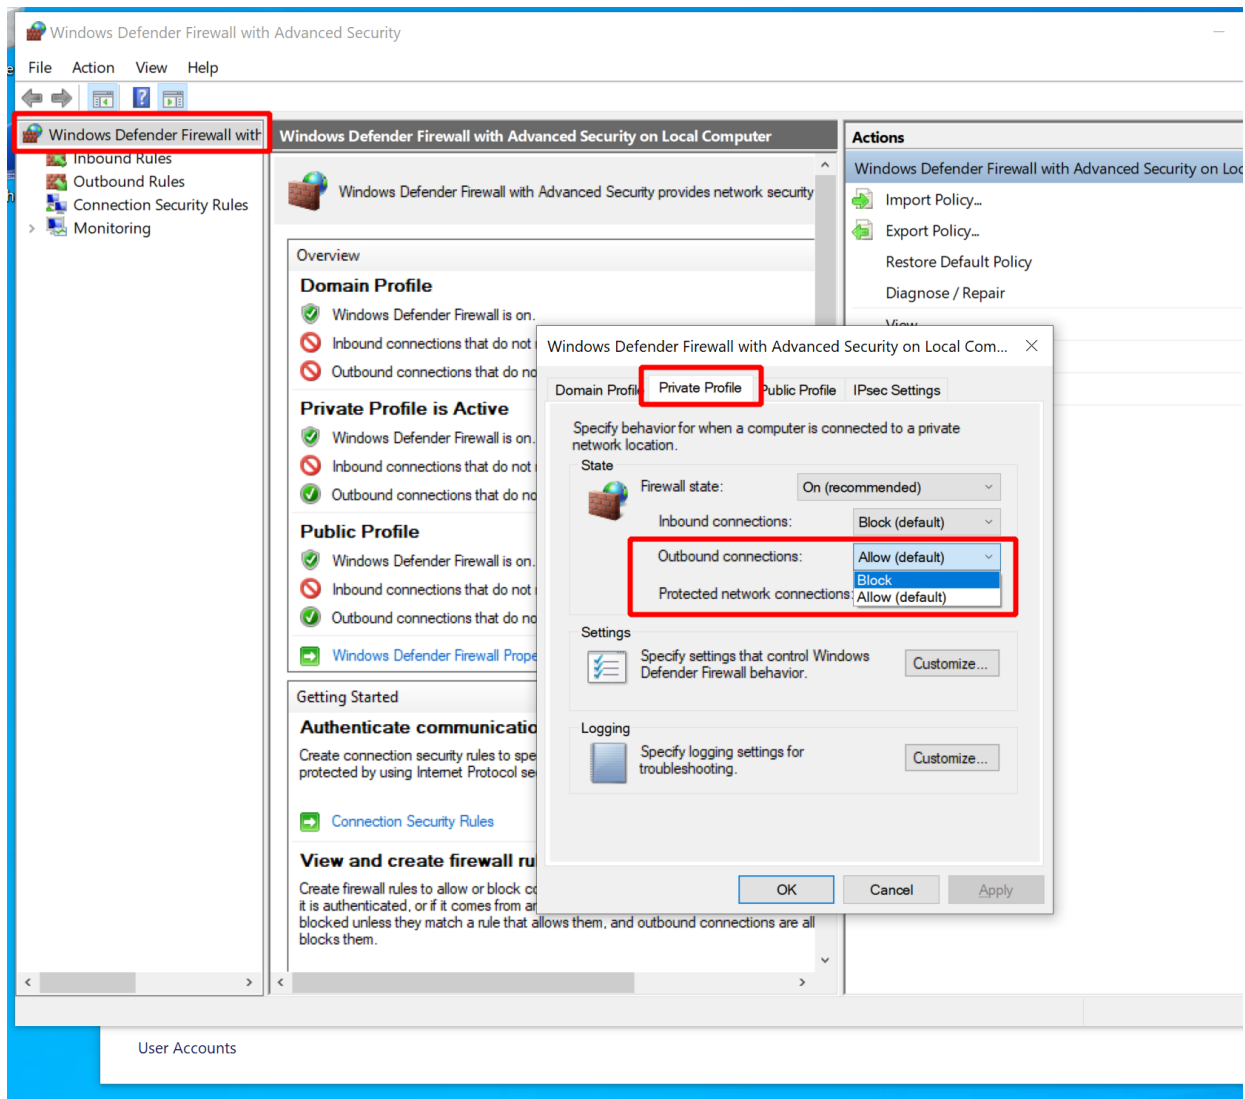 Windows Defender Firewall with Advanced Security
File Action View Help
Windows Defender Firewall with
Inbound Rules
Outbound Rules
Connection Security Rules
Monitoring
Windows Defender Firewall with Advanced Security on Local Computer
Windows Defender Firewall with Advanced Security provides network security
Overview
Domain Profile
Windows Defender Firewall is on.
Inbound connections that do not
Outbound connections that do no
Private Profile is Active
Windows Defender Firewall is on.
Inbound connections that do not
Outbound connections that do no
Public Profile
Windows Defender Firewall is on.
Inbound connections that do not
Outbound connections that do no
Windows Defender Firewall Prope
Getting Started
Authenticate communicatio
Create connection security rules to spe
protected by using Internet Protocol se
Connection Security Rules
View and create firewall ru
Create firewall rules to allow or block co
it is authenticated, or if it comes from an
blocked unless they match a rule that allows them, and outbound connections are all
blocks them.
Actions
Windows Defender Firewall with Advanced Security on Loc
Import Policy...
Export Policy...
Restore Default Policy
Diagnose / Repair
View
Windows Defender Firewall with Advanced Security on Local Com...
Domain Profile Private Profile Public Profile IPsec Settings
Specify behavior for when a computer is connected to a private
network location.
State
Firewall state: On (recommended)
Inbound connections: Block (default)
Outbound connections: Allow (default)
Block
Protected network connections: Allow (default)
Settings
Specify settings that control Windows
Defender Firewall behavior.
Customize...
Logging
Specify logging settings for
troubleshooting.
Customize...
OK Cancel Apply
User Accounts